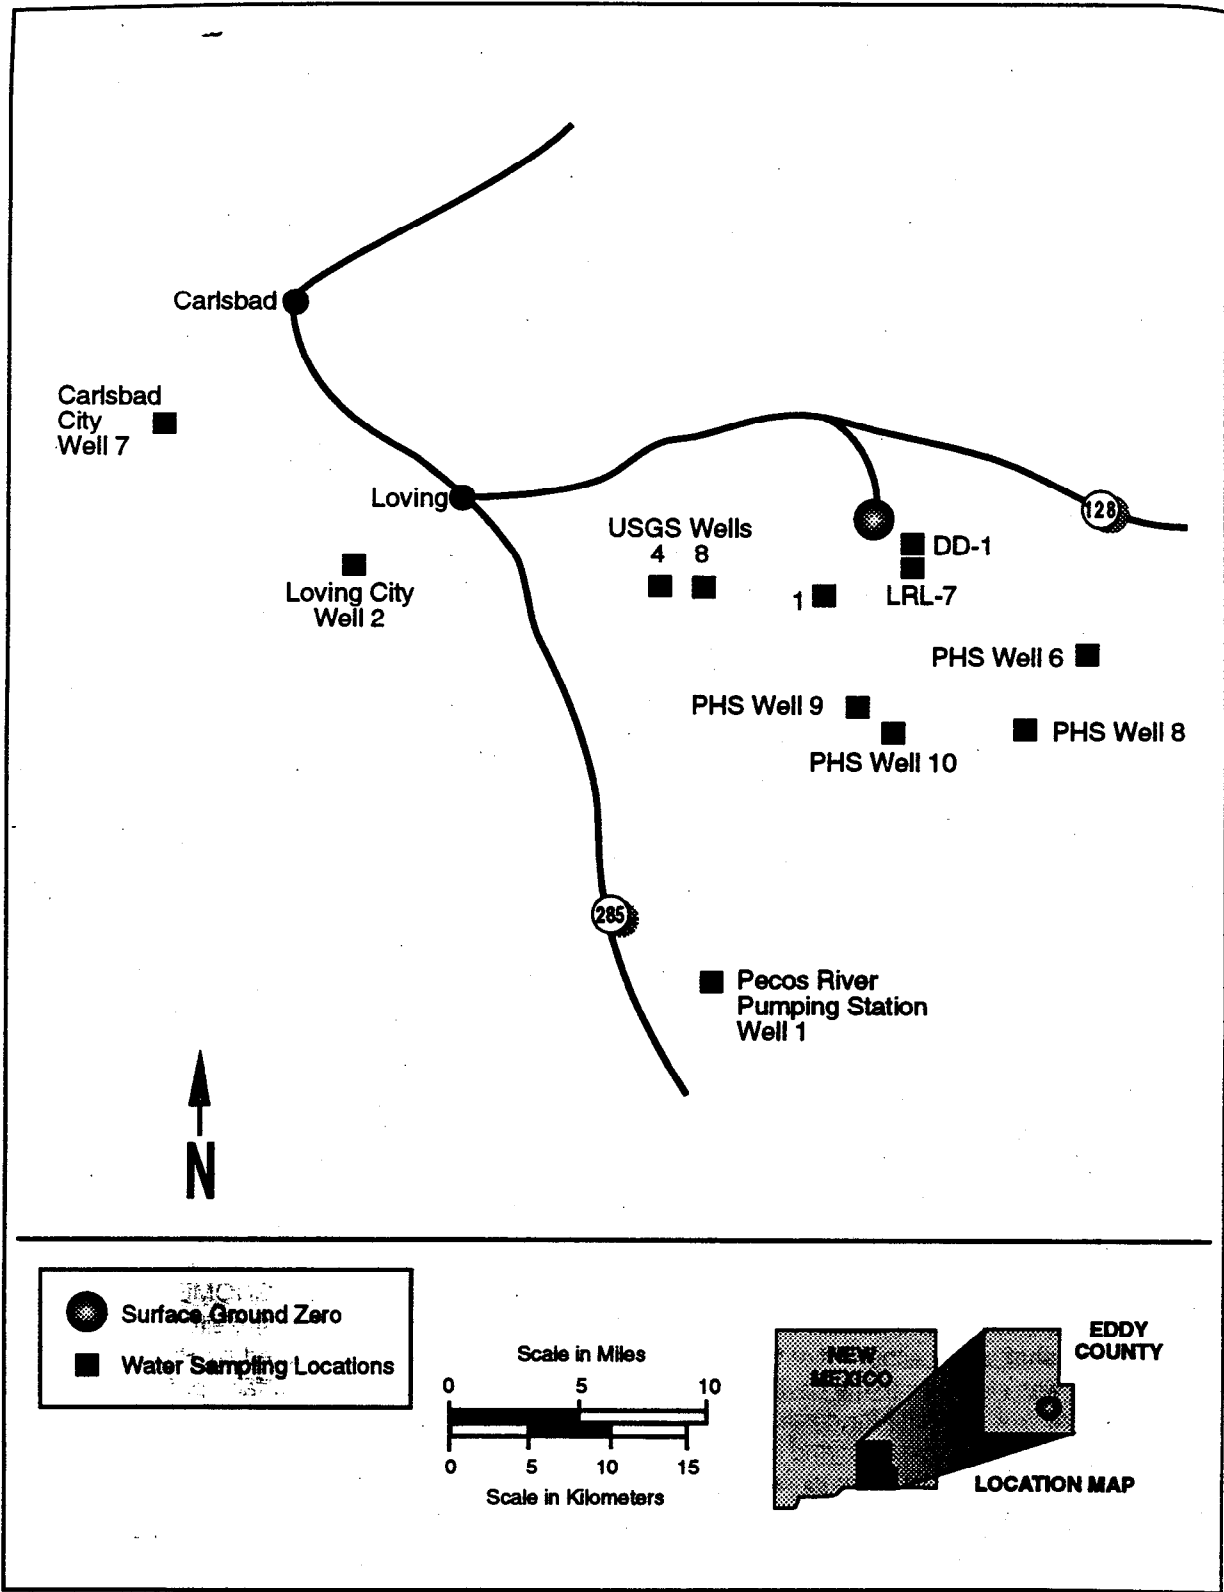 Carlsbad
Carlsbad
City
Well 7
Loving
128
USGS Wells
4 8
DD-1
LRL-7
1
Loving City
Well 2
PHS Well 6
PHS Well 9
PHS Well 8
PHS Well 10
285
Pecos River
Pumping Station
Well 1
N
Surface Ground Zero
Water Sampling Locations
Scale in Miles
0 5 10
0 5 10 15
Scale in Kilometers
NEW
MEXICO
EDDY
COUNTY
LOCATION MAP